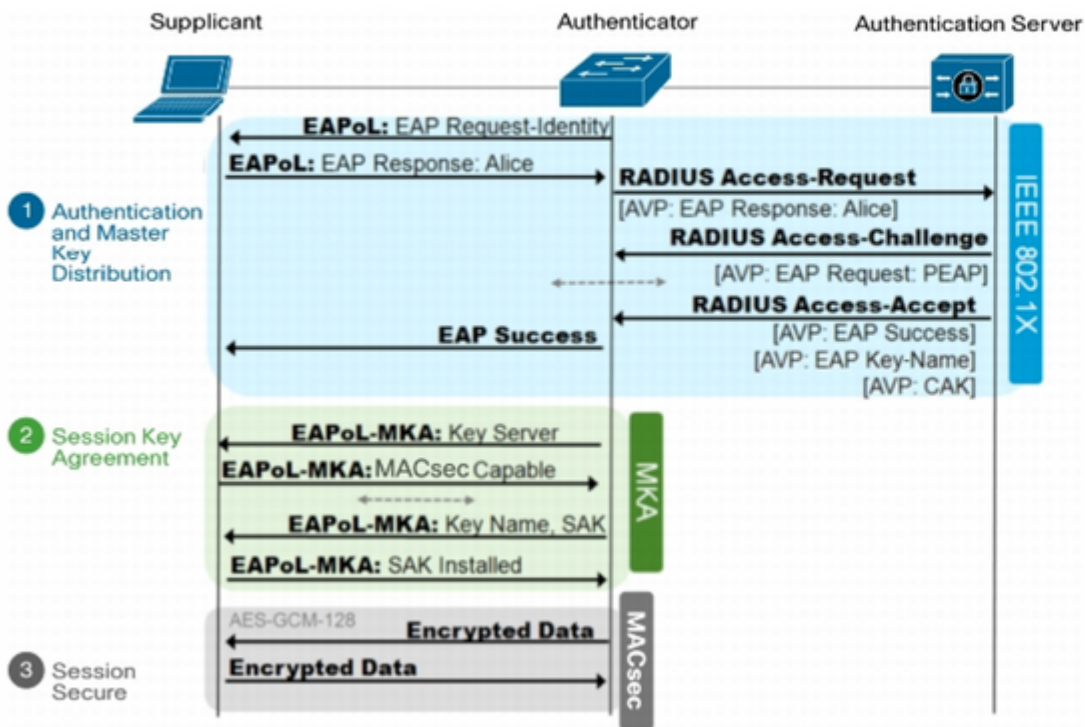 Supplicant
Authenticator
Authentication Server
EAPoL: EAP Request-Identity
EAPoL: EAP Response: Alice
RADIUS Access-Request
[AVP: EAP Response: Alice]
RADIUS Access-Challenge
[AVP: EAP Request: PEAP]
RADIUS Access-Accept
[AVP: EAP Success]
EAP Success
[AVP: EAP Key-Name]
[AVP: CAK]
1 Authentication
and Master
Key
Distribution
IEEE 802.1X
2 Session Key
Agreement
EAPoL-MKA: Key Server
EAPoL-MKA: MACsec Capable
EAPoL-MKA: Key Name, SAK
EAPoL-MKA: SAK Installed
MKA
AES-GCM-128
Encrypted Data
Encrypted Data
3 Session
Secure
MACsec